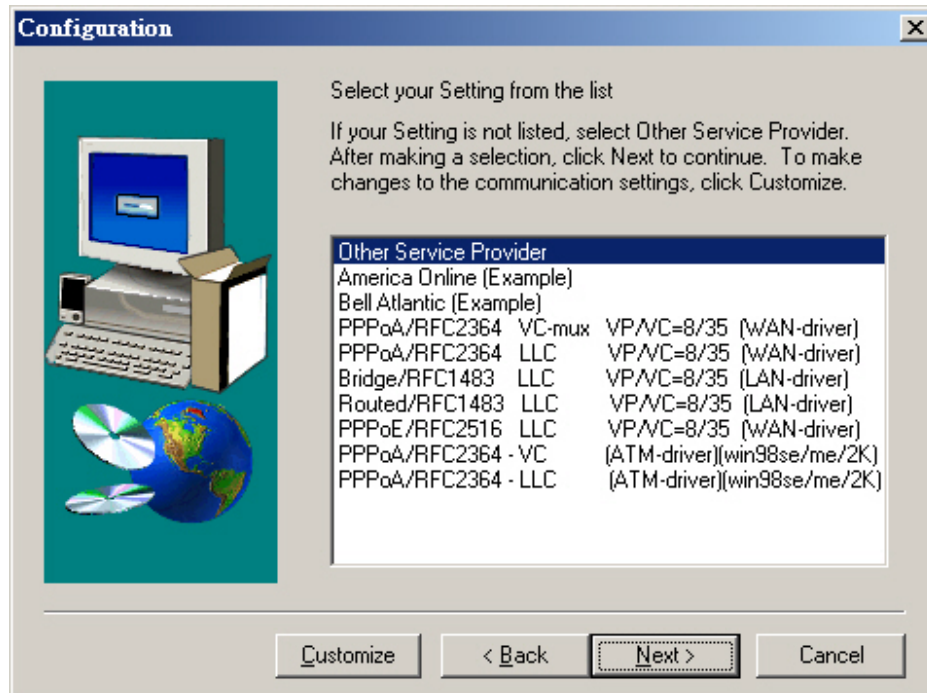 Configuration
Select your Setting from the list
If your Setting is not listed, select Other Service Provider.
After making a selection, click Next to continue.  To make
changes to the communication settings, click Customize.
Other Service Provider
America Online (Example)
Bell Atlantic (Example)
PPPoA/RFC2364   VC-mux   VP/VC=8/35  (WAN-driver)
PPPoA/RFC2364   LLC   VP/VC=8/35  (WAN-driver)
Bridge/RFC1483   LLC   VP/VC=8/35  (LAN-driver)
Routed/RFC1483   LLC   VP/VC=8/35  (LAN-driver)
PPPoE/RFC2516   LLC   VP/VC=8/35  (WAN-driver)
PPPoA/RFC2364 - VC   (ATM-driver)(win98se/me/2K)
PPPoA/RFC2364 - LLC   (ATM-driver)(win98se/me/2K)
Customize
< Back
Next >
Cancel